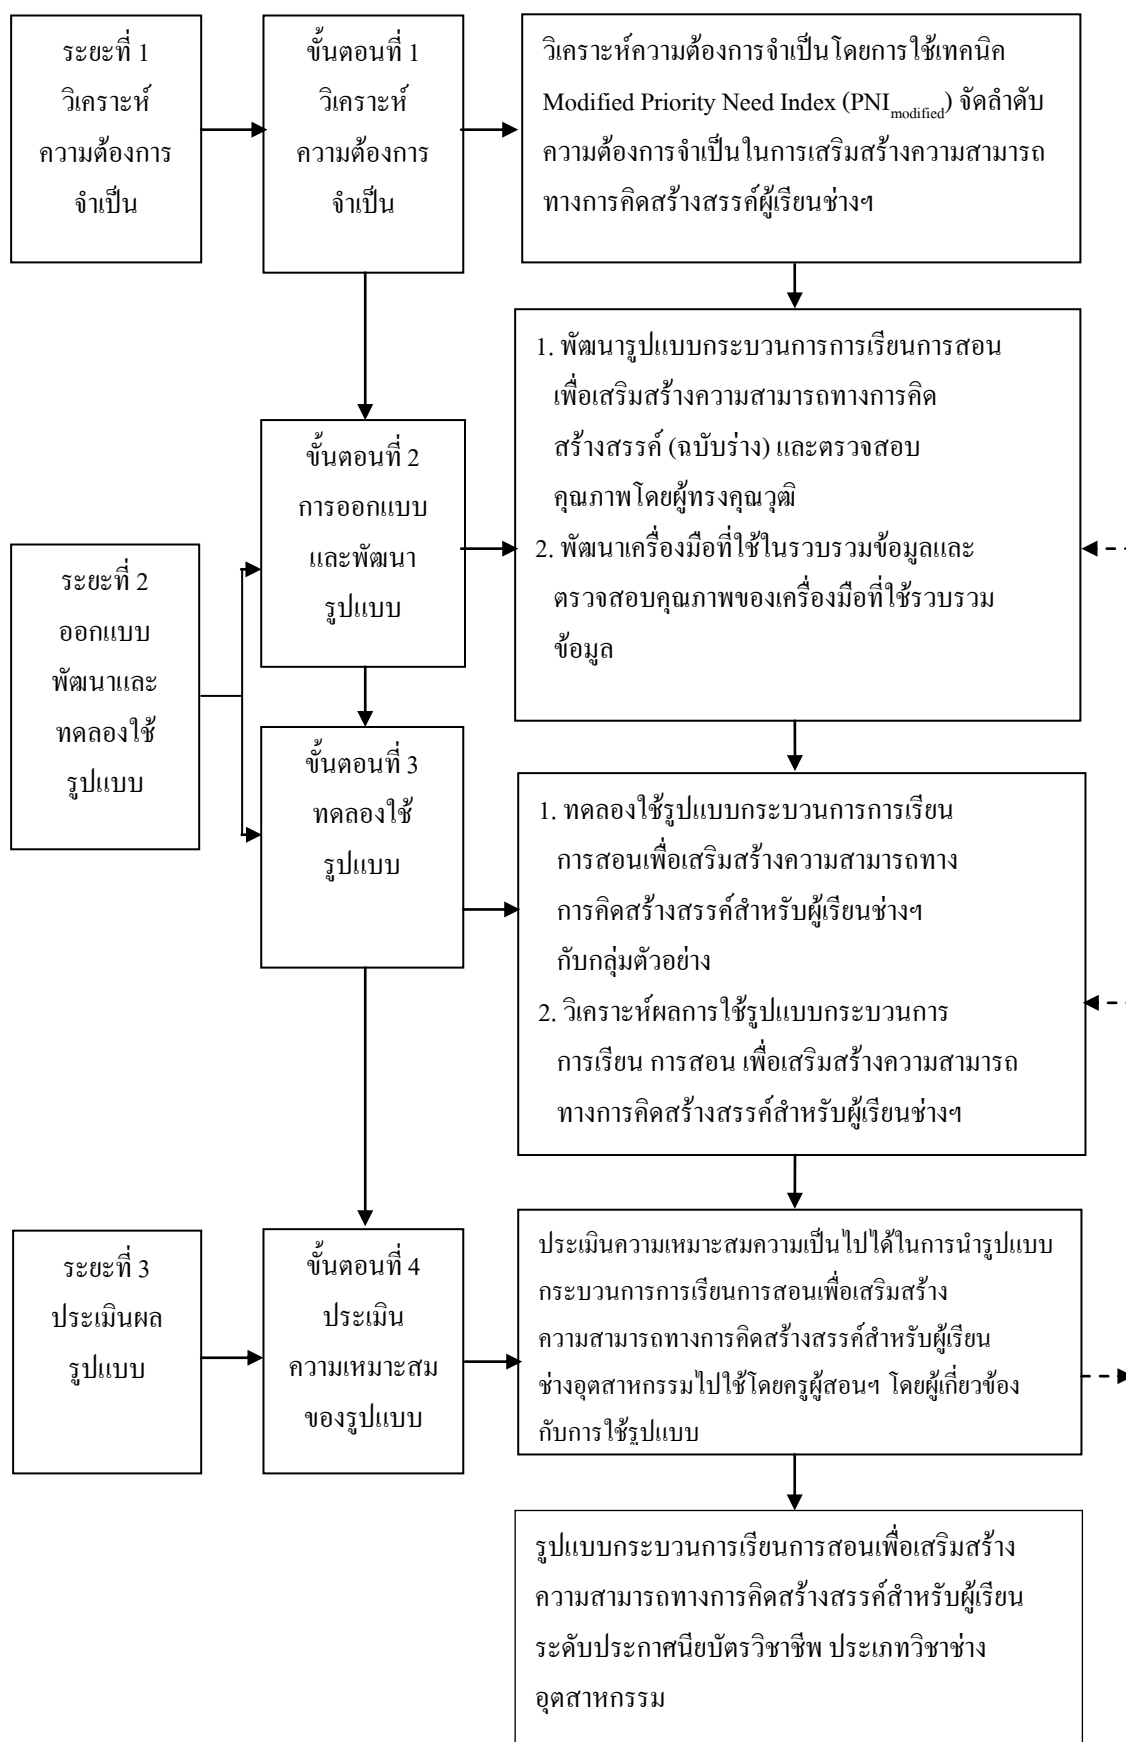 ระยะที่ 1
วิเคราะห์
ความต้องการ
จำเป็น
ขั้นตอนที่ 1
วิเคราะห์
ความต้องการ
จำเป็น
วิเคราะห์ความต้องการจำเป็นโดยการใช้เทคนิค
Modified Priority Need Index (PNI modified) จัดลำดับ
ความต้องการจำเป็นในการเสริมสร้างความสามารถ
ทางการคิดสร้างสรรค์ผู้เรียนช่างฯ
ระยะที่ 2
ออกแบบ
พัฒนาและ
ทดลองใช้
รูปแบบ
ขั้นตอนที่ 2
การออกแบบ
และพัฒนา
รูปแบบ
1. พัฒนารูปแบบกระบวนการการเรียนการสอน
เพื่อเสริมสร้างความสามารถทางการคิด
สร้างสรรค์ (ฉบับร่าง) และตรวจสอบ
คุณภาพโดยผู้ทรงคุณวุฒิ
2. พัฒนาเครื่องมือที่ใช้ในรวบรวมข้อมูลและ
ตรวจสอบคุณภาพของเครื่องมือที่ใช้รวบรวม
ข้อมูล
ขั้นตอนที่ 3
ทดลองใช้
รูปแบบ
1. ทดลองใช้รูปแบบกระบวนการการเรียน
การสอนเพื่อเสริมสร้างความสามารถทาง
การคิดสร้างสรรค์สำหรับผู้เรียนช่างฯ
กับกลุ่มตัวอย่าง
2. วิเคราะห์ผลการใช้รูปแบบกระบวนการ
การเรียน การสอน เพื่อเสริมสร้างความสามารถ
ทางการคิดสร้างสรรค์สำหรับผู้เรียนช่างฯ
ระยะที่ 3
ประเมินผล
รูปแบบ
ขั้นตอนที่ 4
ประเมิน
ความเหมาะสม
ของรูปแบบ
ประเมินความเหมาะสมความเป็นไปได้ในการนำรูปแบบ
กระบวนการการเรียนการสอนเพื่อเสริมสร้าง
ความสามารถทางการคิดสร้างสรรค์สำหรับผู้เรียน
ช่างอุตสาหกรรมไปใช้โดยครูผู้สอนฯ โดยผู้เกี่ยวข้อง
กับการใช้รูปแบบ
รูปแบบกระบวนการเรียนการสอนเพื่อเสริมสร้าง
ความสามารถทางการคิดสร้างสรรค์สำหรับผู้เรียน
ระดับประกาศนียบัตรวิชาชีพ ประเภทวิชาช่าง
อุตสาหกรรม